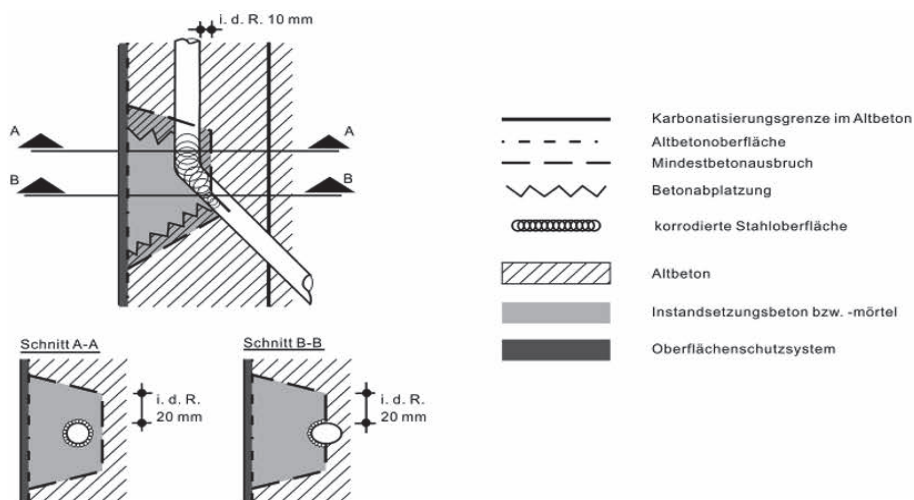 i. d. R. 10 mm
A
A
B
B
Karbonatisierungsgrenze im Altbeton
Altbetonoberfläche
Mindestbetonausbruch
Betonabplatzung
korrodierte Stahloberfläche
Altbeton
Instandsetzungsbeton bzw. -mörtel
Oberflächenschutzsystem
Schnitt A-A
i. d. R.
20 mm
Schnitt B-B
i. d. R.
20 mm